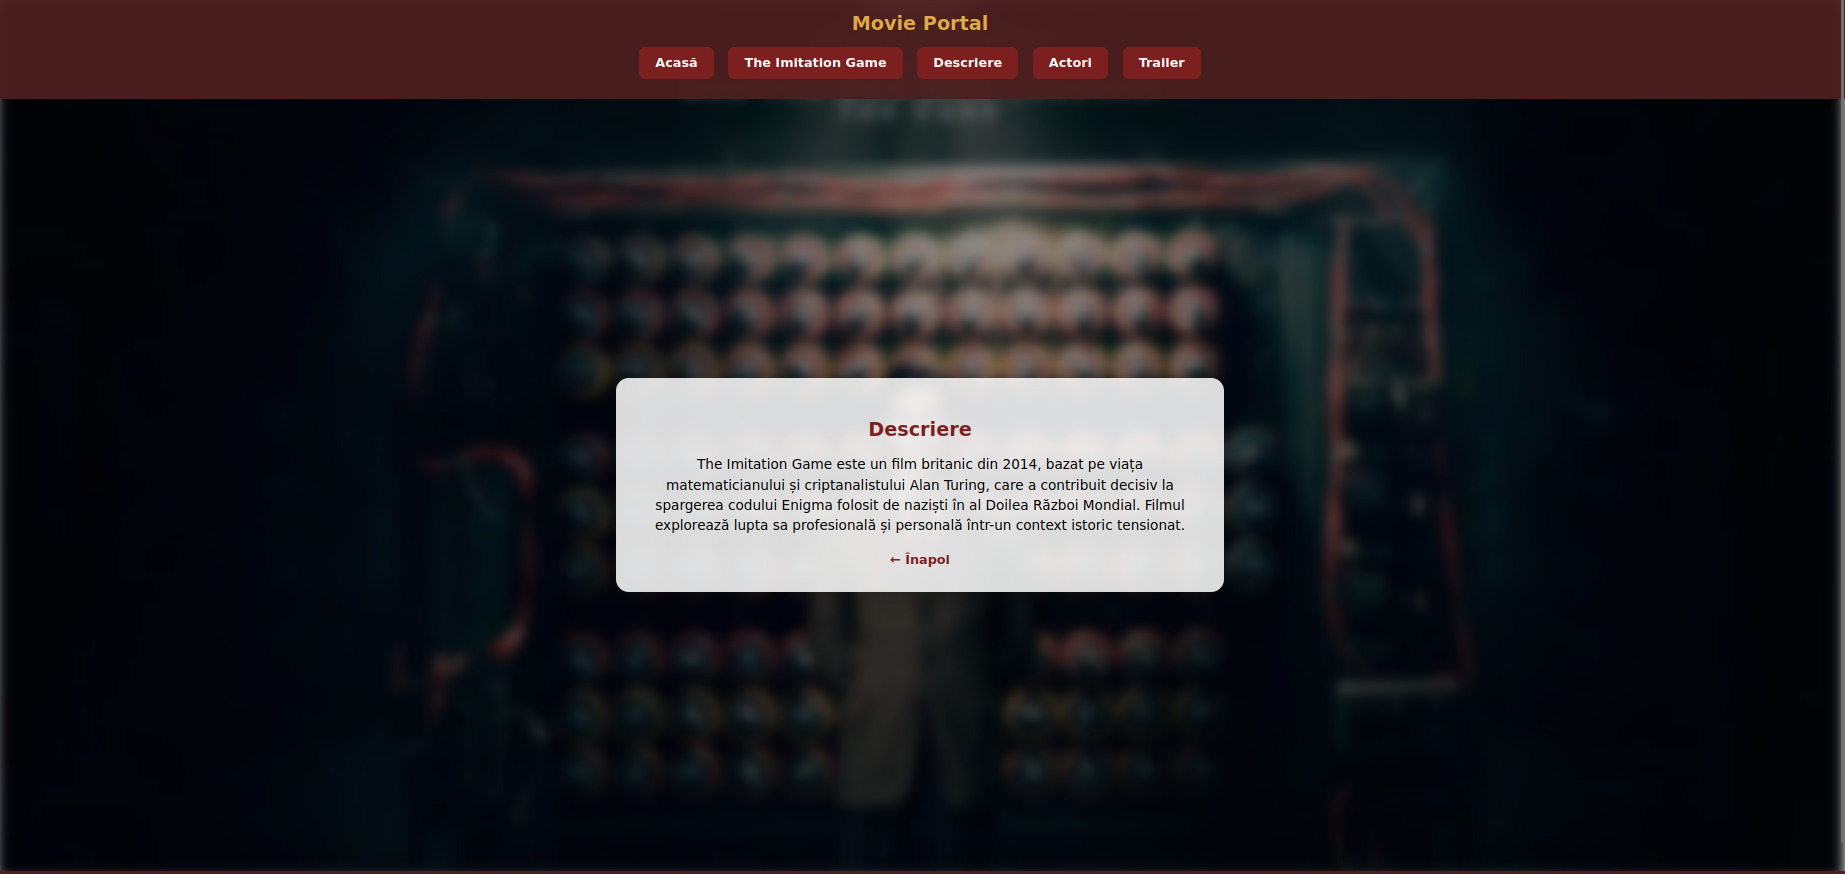 Movie Portal
Acasă
The Imitation Game
Descriere
Actori
Trailer
Descriere
The Imitation Game este un film britanic din 2014, bazat pe viața
matematicianului și criptanalistului Alan Turing, care a contribuit decisiv la
spargerea codului Enigma folosit de naziști în al Doilea Război Mondial. Filmul
explorează lupta sa profesională și personală într-un context istoric tensionat.
← Înapoi